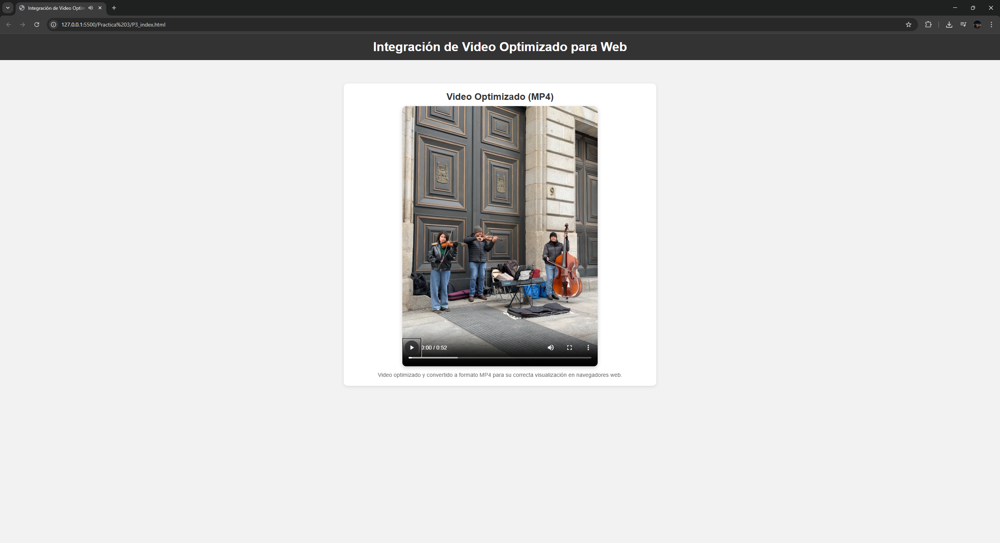 Integración de Video Optim
127.0.0.1:5500/Practica%203/P3_index.html
Integración de Video Optimizado para Web
Video Optimizado (MP4)
9
YAMAHA
0:00 / 0:52
Video optimizado y convertido a formato MP4 para su correcta visualización en navegadores web.